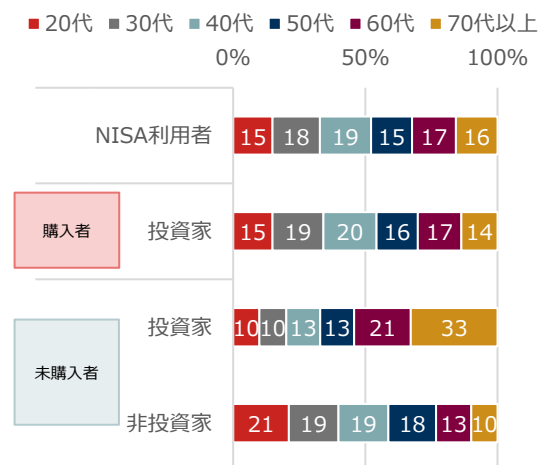 20代 30代 40代 50代 60代 70代以上
0% 50% 100%
NISA利用者 15 18 19 15 17 16
購入者 投資家 15 19 20 16 17 14
投資家 10 10 13 13 21 33
未購入者
非投資家 21 19 19 18 13 10